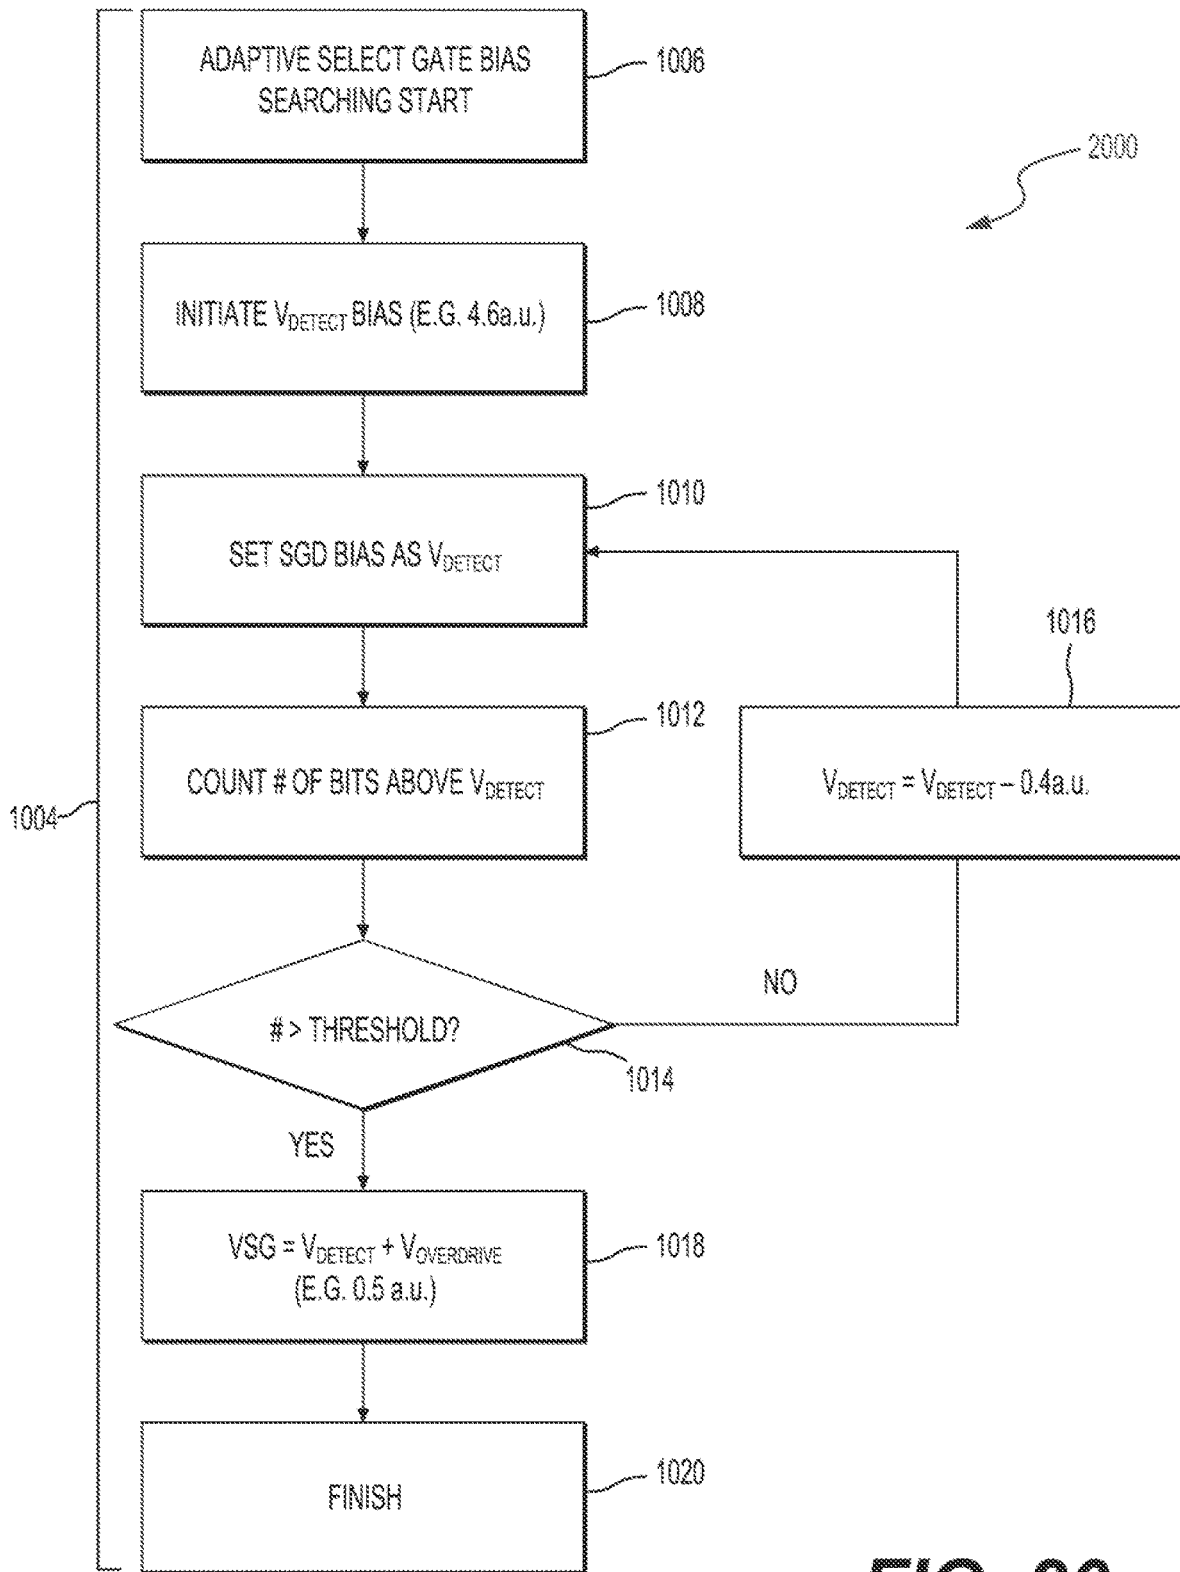 ADAPTIVE SELECT GATE BIAS
SEARCHING START
1006
2000
INITIATE VDETECT BIAS (E.G. 4.6a.u.)
1008
SET SGD BIAS AS VDETECT
1010
1016
COUNT # OF BITS ABOVE VDETECT
1012
VDETECT = VDETECT – 0.4a.u.
1004
# > THRESHOLD?
NO
1014
YES
VSG = VDETECT + VOVERDRIVE
(E.G. 0.5 a.u.)
1018
FINISH
1020
FIG.